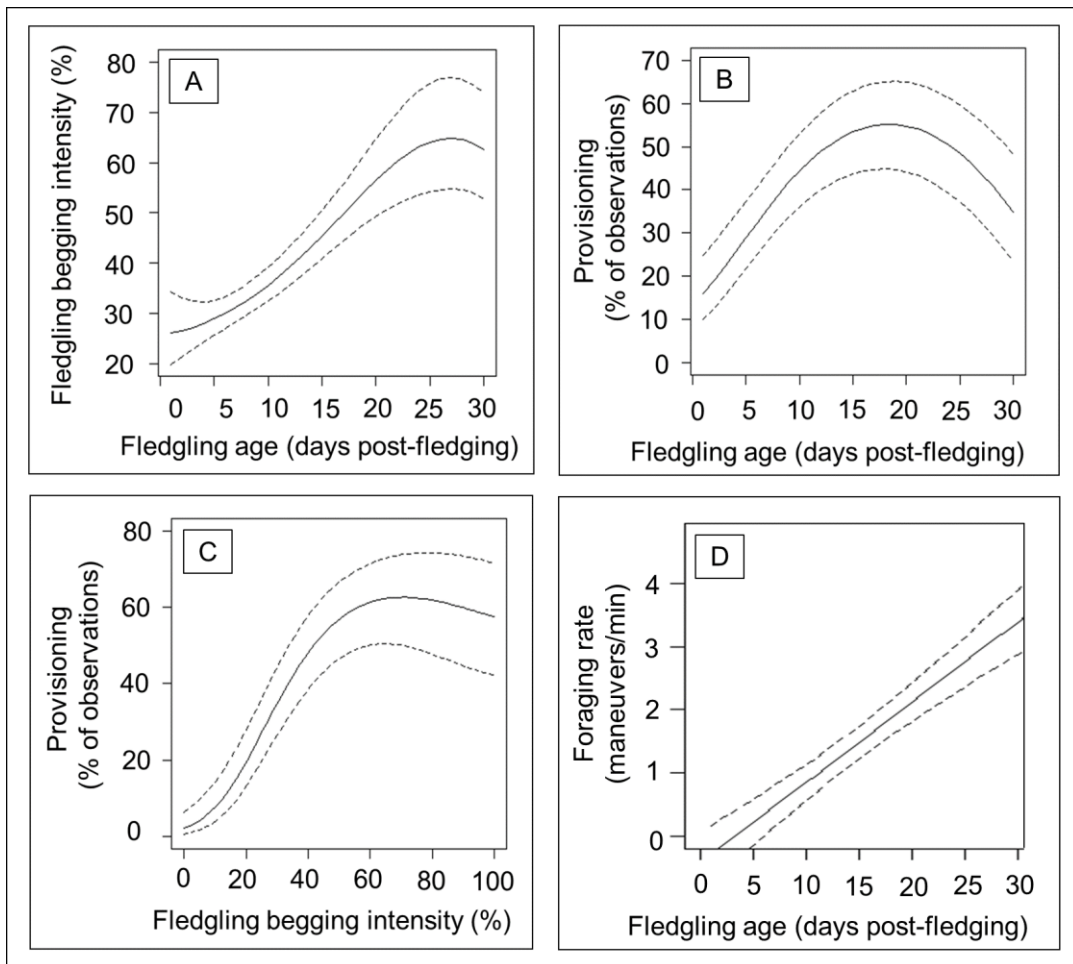 A
Fledgling begging intensity (%)
80
70
60
50
40
30
20
0 5 10 15 20 25 30
Fledgling age (days post-fledging)
B
Provisioning
(% of observations)
70
60
50
40
30
20
10
0
0 5 10 15 20 25 30
Fledgling age (days post-fledging)
C
Provisioning
(% of observations)
80
60
40
20
0
0 20 40 60 80 100
Fledgling begging intensity (%)
D
Foraging rate
(maneuvers/min)
4
3
2
1
0
0 5 10 15 20 25 30
Fledgling age (days post-fledging)